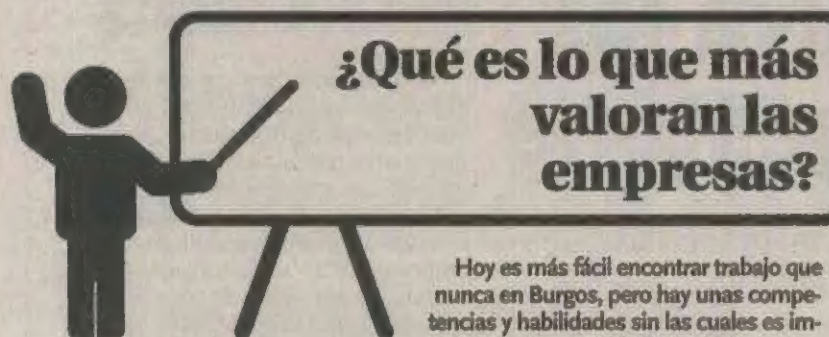 ¿Qué es lo que más
valoran las
empresas?
Hoy es más fácil encontrar trabajo que
nunca en Burgos, pero hay unas compe-
tencias y habilidades sin las cuales es im-